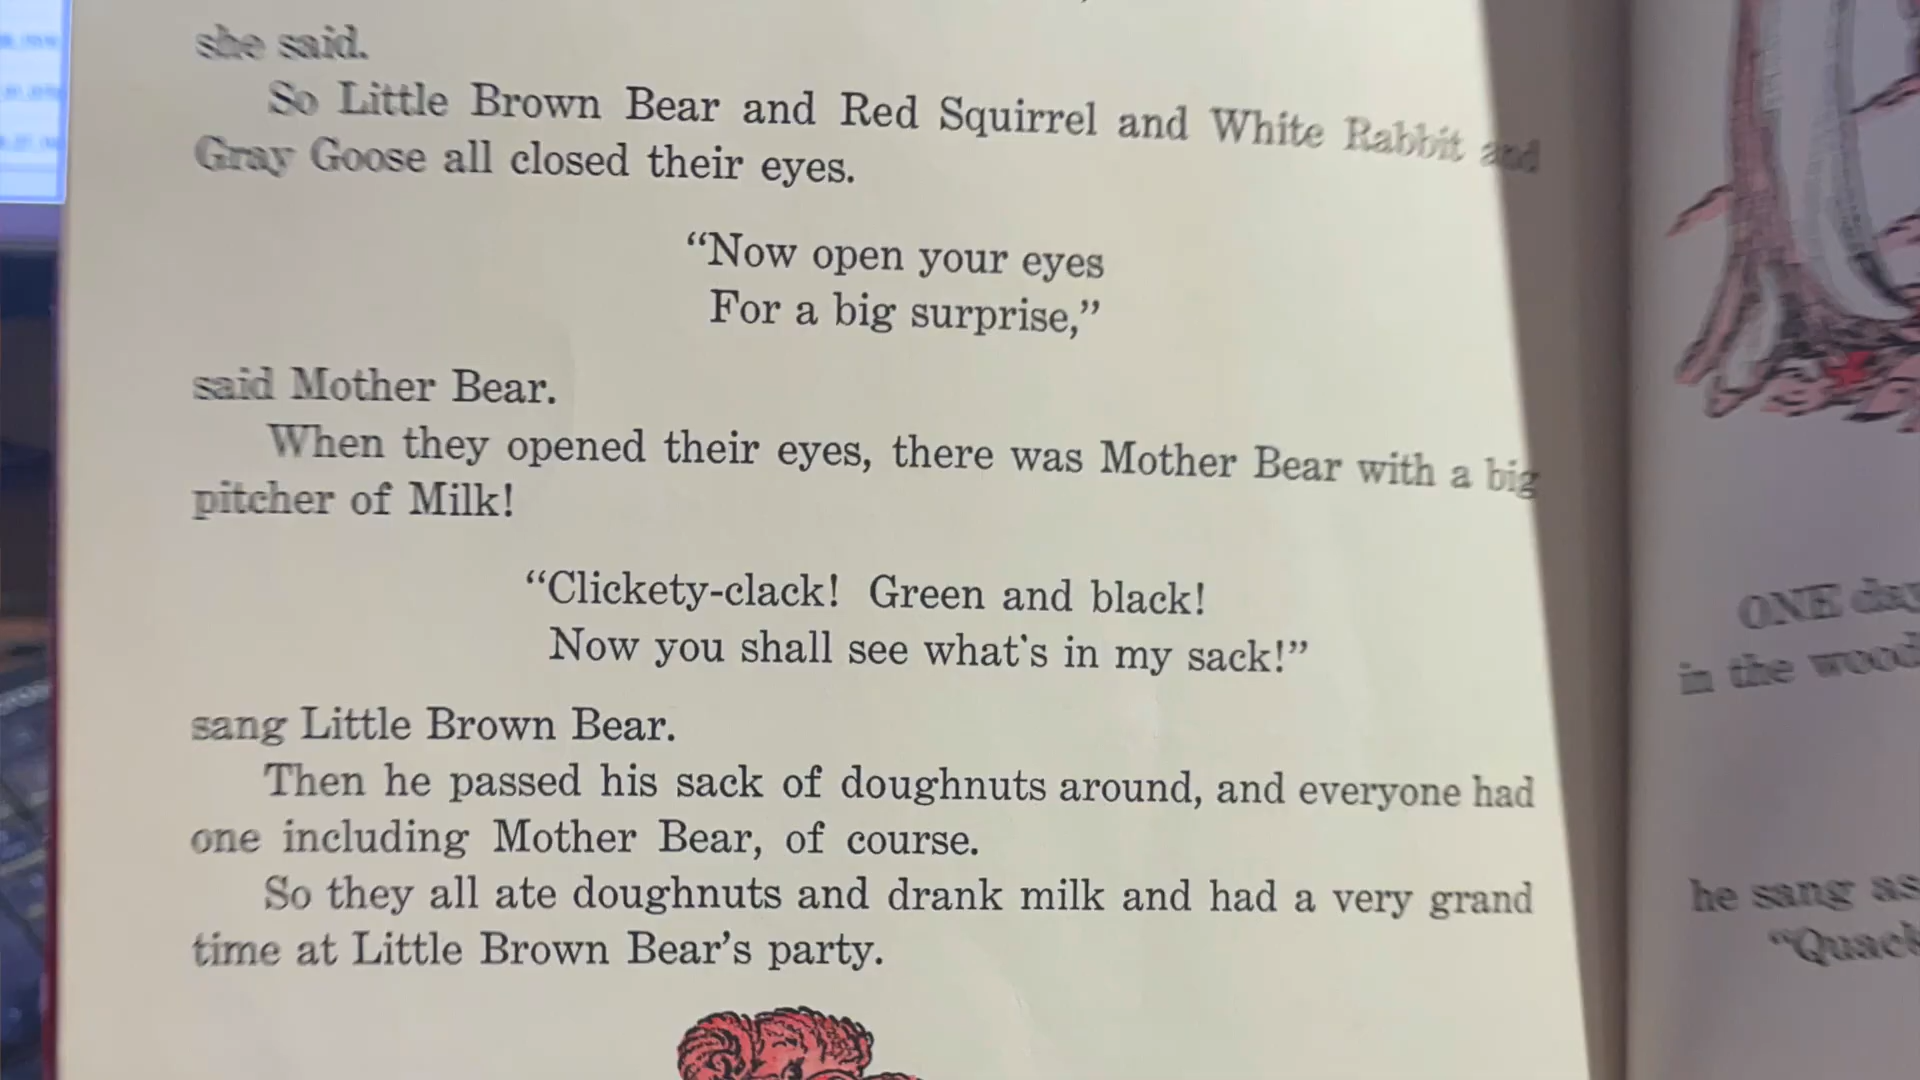 she said.
So Little Brown Bear and Red Squirrel and White Rabbit and
Gray Goose all closed their eyes.
“Now open your eyes
For a big surprise,”
said Mother Bear.
When they opened their eyes, there was Mother Bear with a big
pitcher of Milk!
“Clickety-clack! Green and black!
Now you shall see what's in my sack!”
sang Little Brown Bear.
Then he passed his sack of doughnuts around, and everyone had
one including Mother Bear, of course.
So they all ate doughnuts and drank milk and had a very grand
time at Little Brown Bear’s party.
ONE day
in the wood
he sang as
“Quack